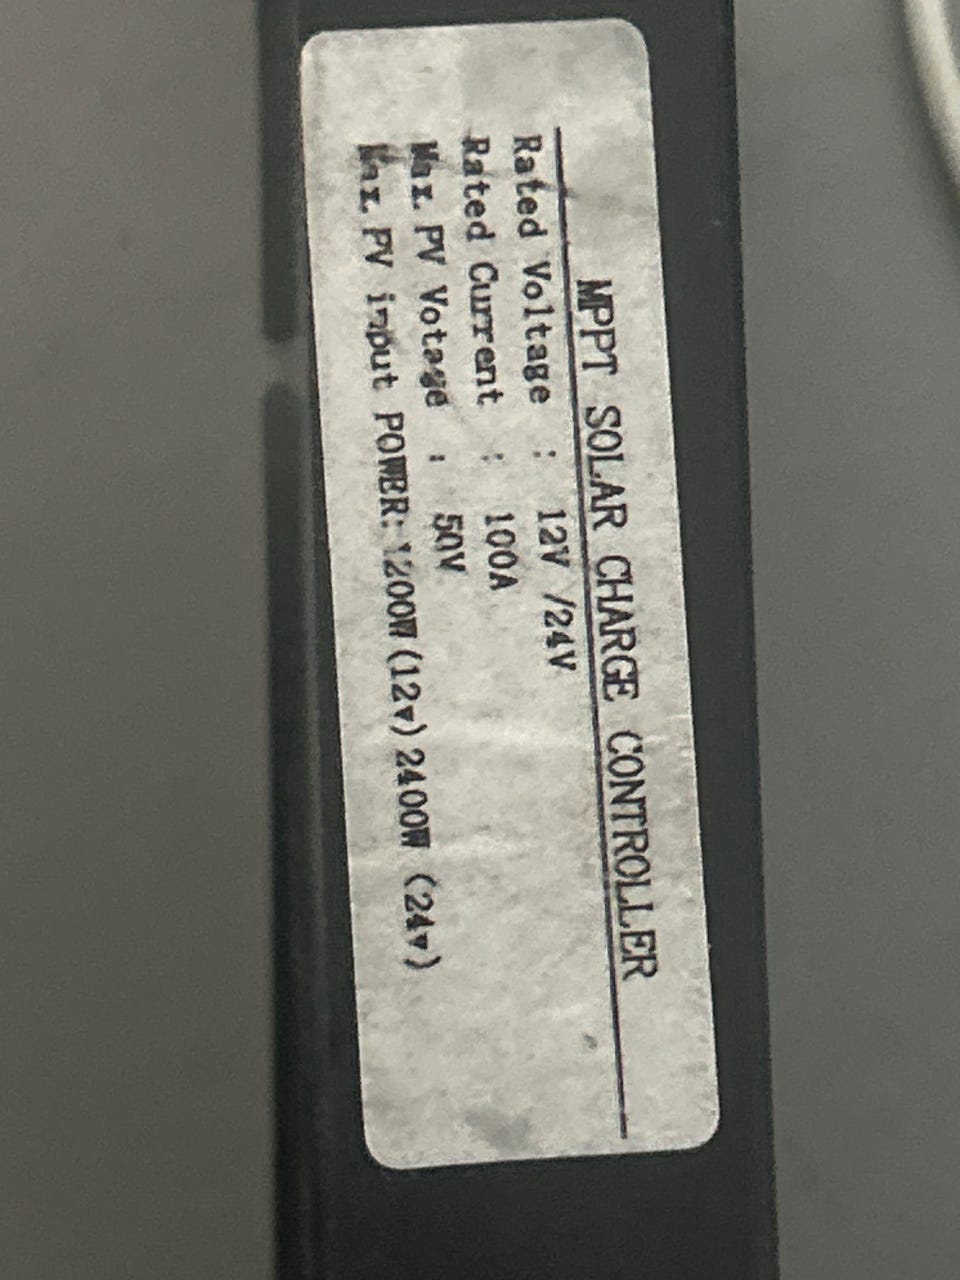 MPPT SOLAR CHARGE CONTROLLER
Rated Voltage : 12V /24V
Rated Current : 100A
Max. PV Votage : 50V
Max. PV input POWER: 1200W(12v)2400W (24v)